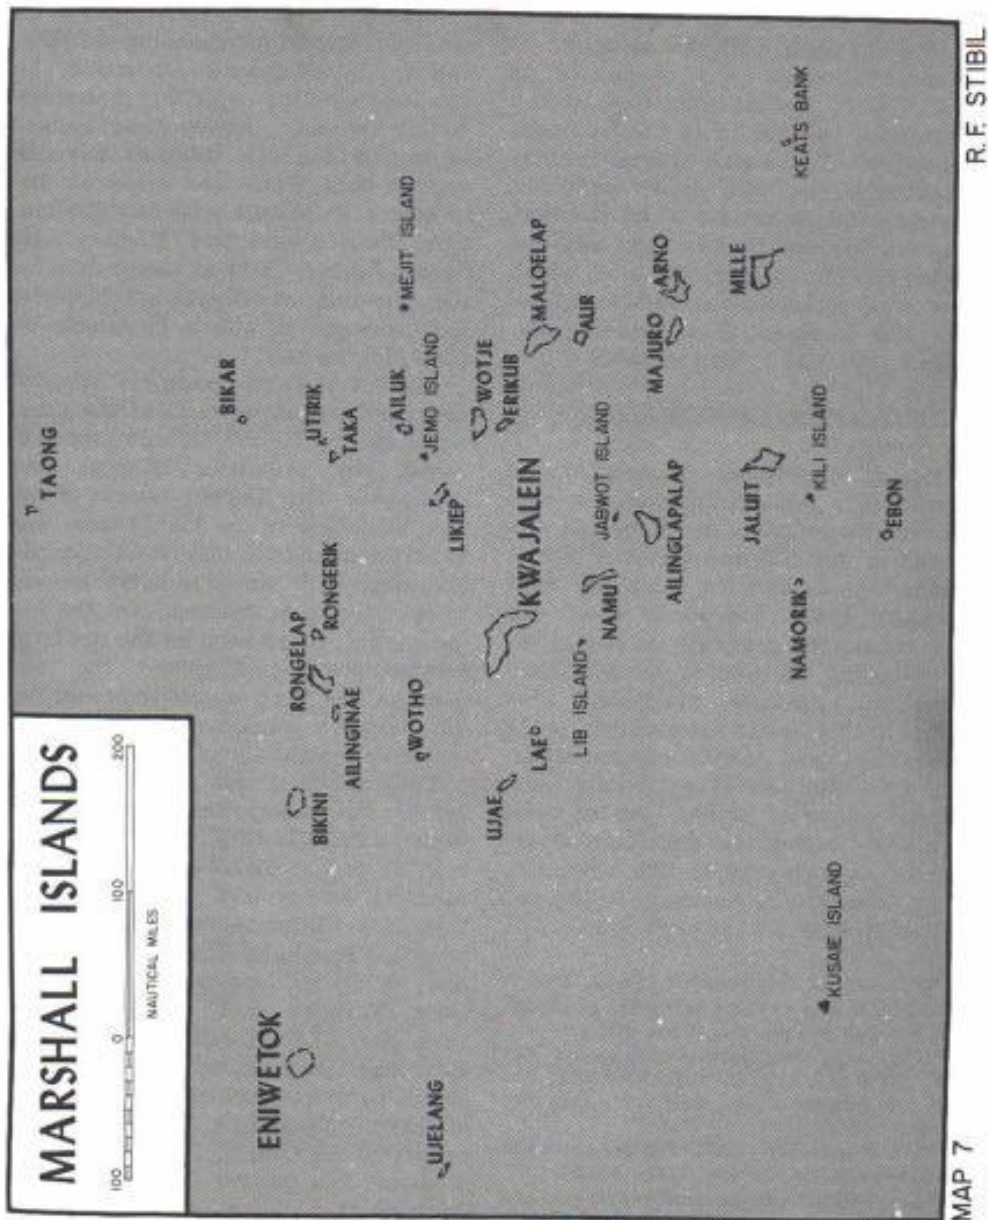 MARSHALL ISLANDS
100 0 100 200
NAUTICAL MILES
TAONG
BIKAR
UTIRIK
TAKA
MEJIT ISLAND
AILUK
JEMO ISLAND
LIKIEP
WOTJE
ERIKUB
MALOELAP
AUR
MAJURO
ARNO
MILLE
KEATS BANK
ENIWETOK
UJELANG
BIKINI
AILINGINAE
RONGELAP
RONGERIK
WOTHO
UJAE
LAE
KWAJALEIN
LIB ISLAND
NAMU
JABWOT ISLAND
AILINGLAPALAP
JALUIT
KILI ISLAND
NAMORIK
EBON
KUSAIE ISLAND
MAP 7
R. F. STIBIL